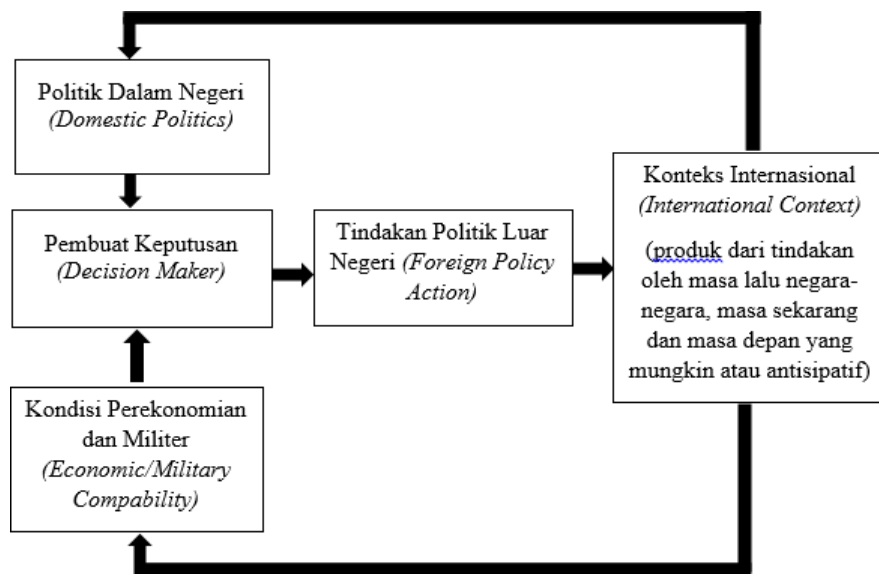 Politik Dalam Negeri
(Domestic Politics)
Pembuat Keputusan
(Decision Maker)
Kondisi Perekonomian
dan Militer
(Economic/Military
Compability)
Tindakan Politik Luar
Negeri (Foreign Policy
Action)
Konteks Internasional
(International Context)
(produk dari tindakan
oleh masa lalu negara-
negara, masa sekarang
dan masa depan yang
mungkin atau antisipatif)